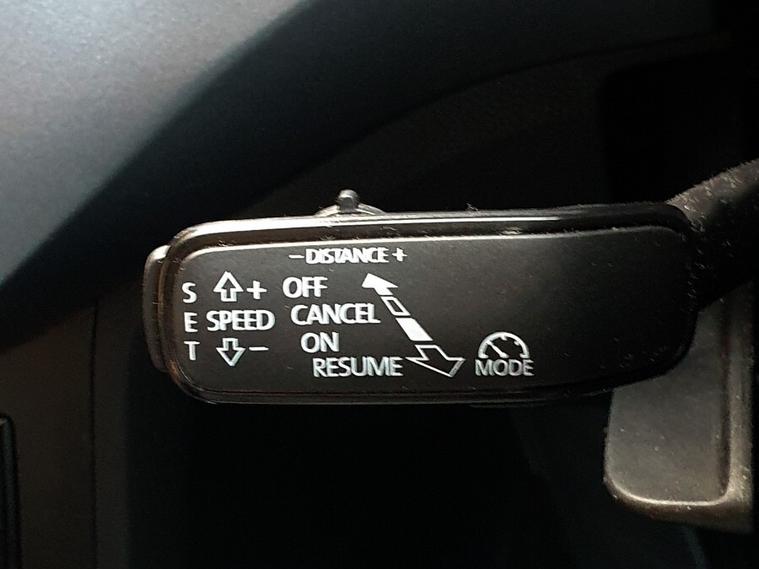 − DISTANCE +
S + OFF
E SPEED CANCEL
T − ON
RESUME MODE